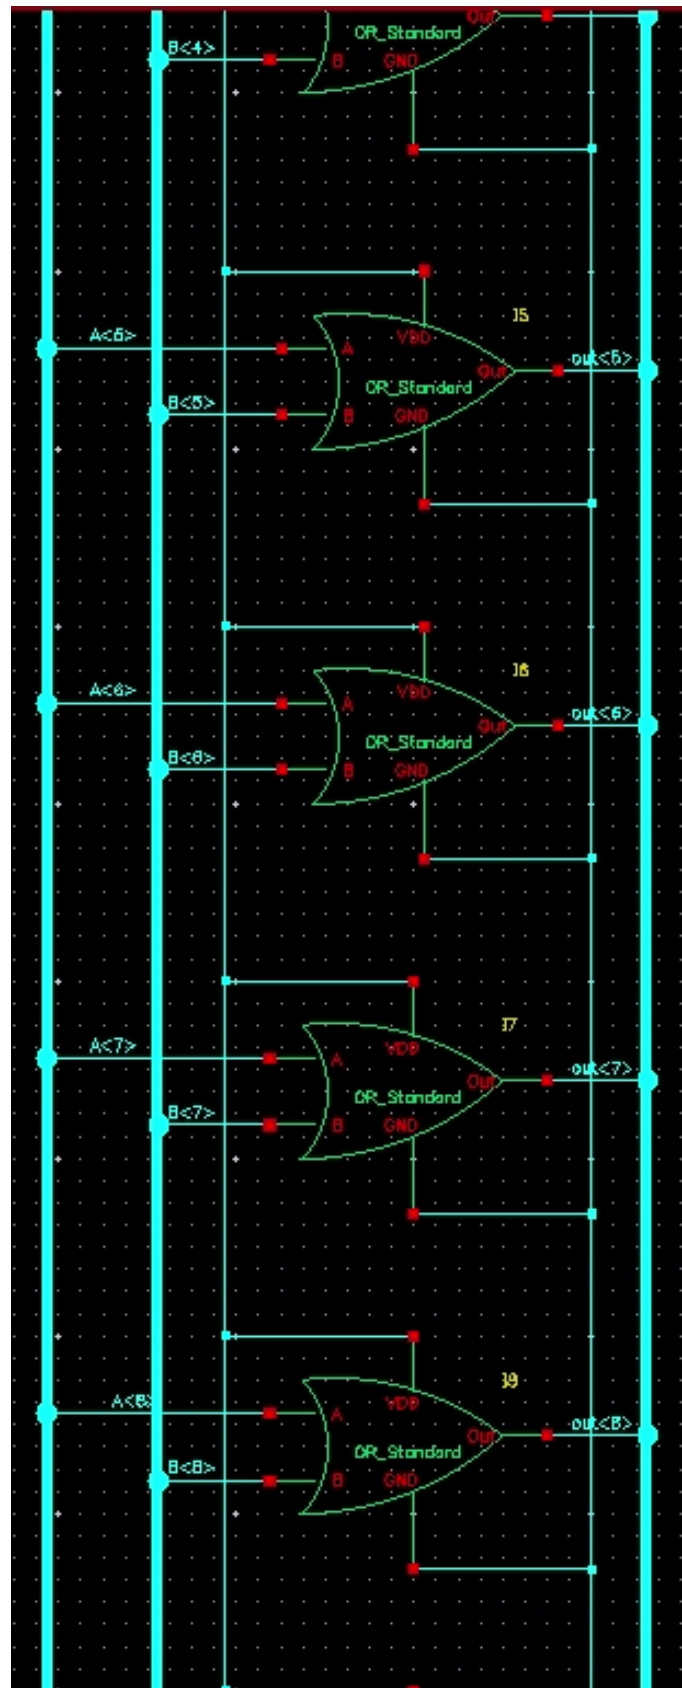 Out
OR_Standard
B<4>
B GND
I5
A<5>
A VDD
out<5>
Out
OR_Standard
B<5>
B GND
I6
A<6>
A VDD
out<6>
Out
OR_Standard
B<6>
B GND
I7
A<7>
A VDD
out<7>
Out
OR_Standard
B<7>
B GND
A<8>
A VDD
out<8>
Out
OR_Standard
B<8>
B GND